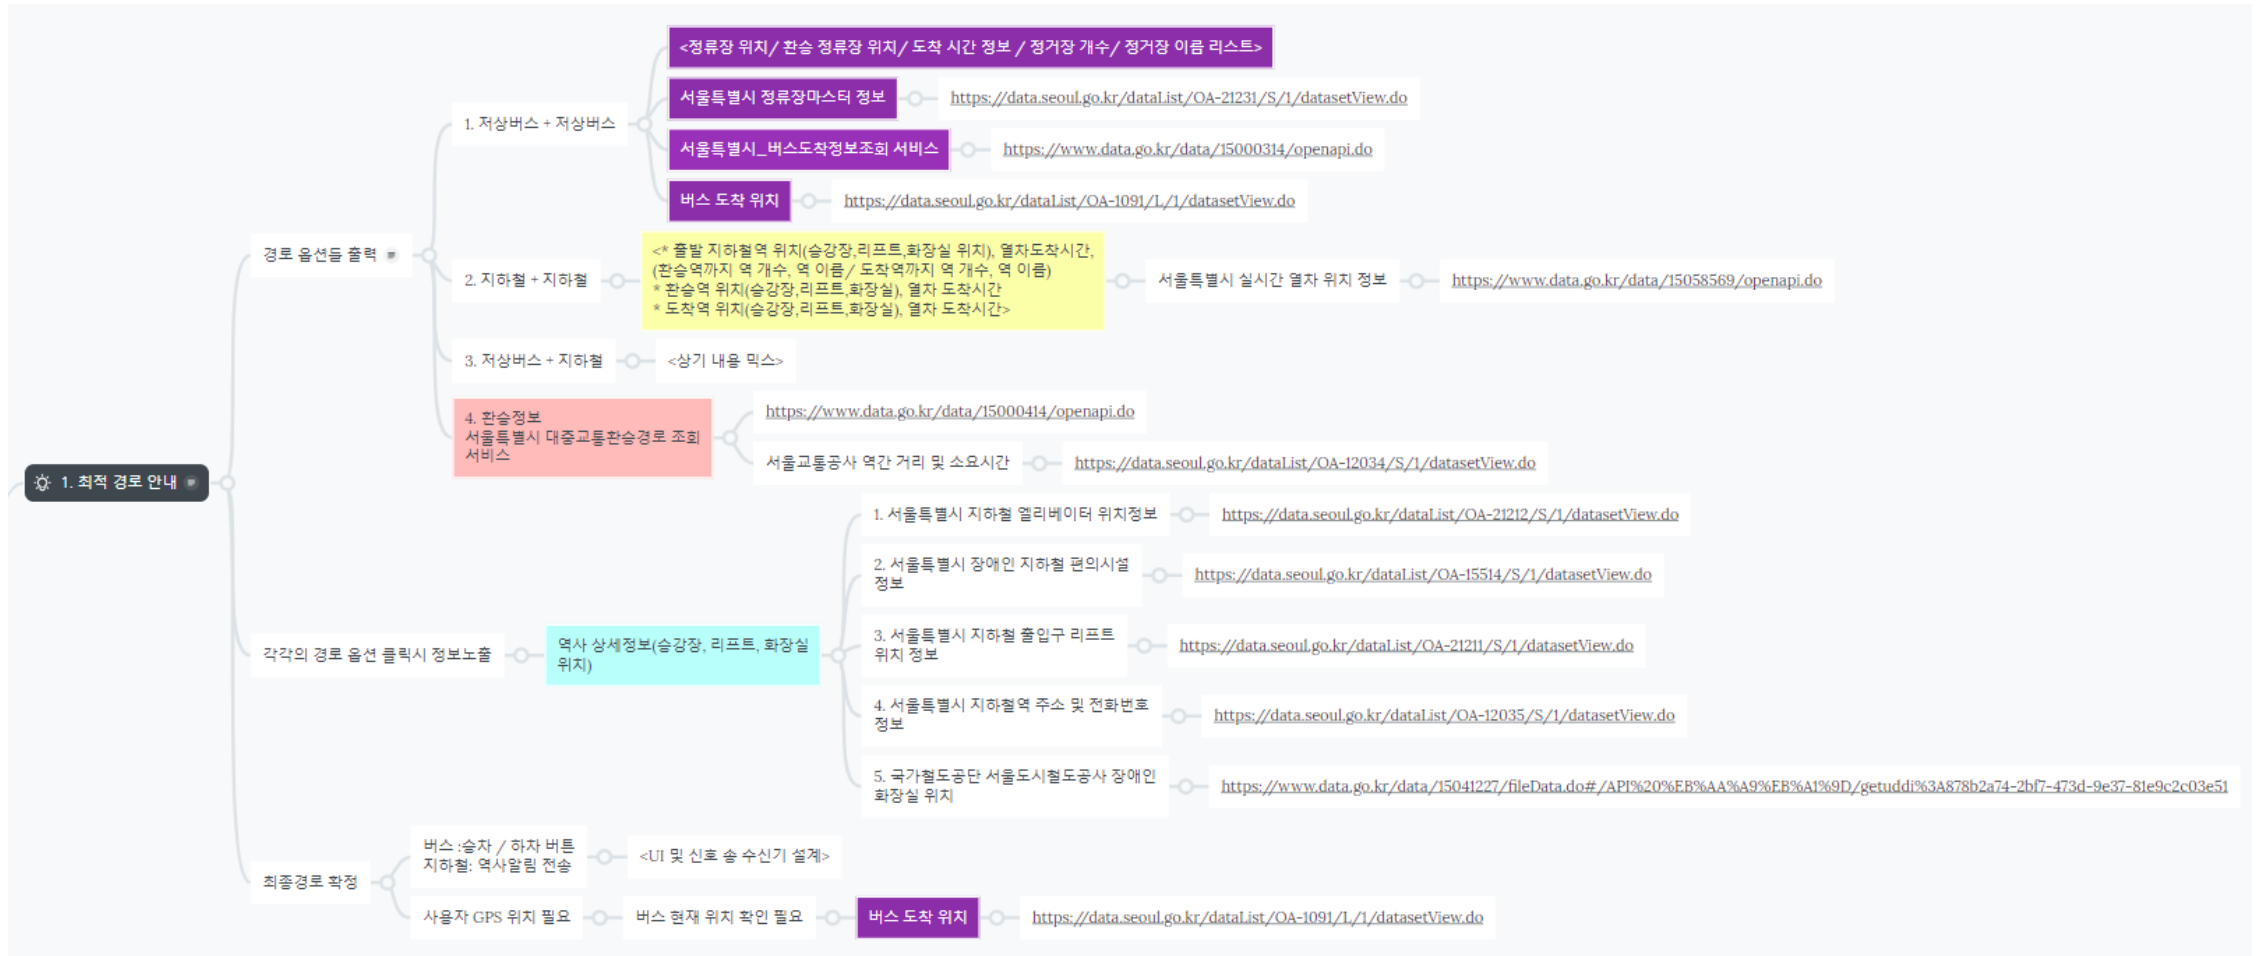 1. 최적 경로 안내
경로 옵션들 출력
1. 저상버스 + 저상버스
<정류장 위치/ 환승 정류장 위치/ 도착 시간 정보 / 정거장 개수/ 정거장 이름 리스트>
서울특별시 정류장마스터 정보
https://data.seoul.go.kr/dataList/OA-21231/S/1/datasetView.do
서울특별시_버스도착정보조회 서비스
https://www.data.go.kr/data/15000314/openapi.do
버스 도착 위치
https://data.seoul.go.kr/dataList/OA-1091/L/1/datasetView.do
2. 지하철 + 지하철
<* 출발 지하철역 위치(승강장,리프트,화장실 위치), 열차도착시간,
(환승역까지 역 개수, 역 이름/ 도착역까지 역 개수, 역 이름)
* 환승역 위치(승강장,리프트,화장실), 열차 도착시간
* 도착역 위치(승강장,리프트,화장실), 열차 도착시간>
서울특별시 실시간 열차 위치 정보
https://www.data.go.kr/data/15058569/openapi.do
3. 저상버스 + 지하철
<상기 내용 믹스>
4. 환승정보
서울특별시 대중교통환승경로 조회
서비스
https://www.data.go.kr/data/15000414/openapi.do
서울교통공사 역간 거리 및 소요시간
https://data.seoul.go.kr/dataList/OA-12034/S/1/datasetView.do
각각의 경로 옵션 클릭시 정보노출
역사 상세정보(승강장, 리프트, 화장실
위치)
1. 서울특별시 지하철 엘리베이터 위치정보
https://data.seoul.go.kr/dataList/OA-21212/S/1/datasetView.do
2. 서울특별시 장애인 지하철 편의시설
정보
https://data.seoul.go.kr/dataList/OA-15514/S/1/datasetView.do
3. 서울특별시 지하철 출입구 리프트
위치 정보
https://data.seoul.go.kr/dataList/OA-21211/S/1/datasetView.do
4. 서울특별시 지하철역 주소 및 전화번호
정보
https://data.seoul.go.kr/dataList/OA-12035/S/1/datasetView.do
5. 국가철도공단 서울도시철도공사 장애인
화장실 위치
https://www.data.go.kr/data/15041227/fileData.do#/API%20%EB%AA%A9%EB%A1%9D/getuddi%3A878b2a74-2bf7-473d-9e37-81e9c2c03e51
최종경로 확정
버스 :승차 / 하차 버튼
지하철: 역사알림 전송
<UI 및 신호 송 수신기 설계>
사용자 GPS 위치 필요
버스 현재 위치 확인 필요
버스 도착 위치
https://data.seoul.go.kr/dataList/OA-1091/L/1/datasetView.do